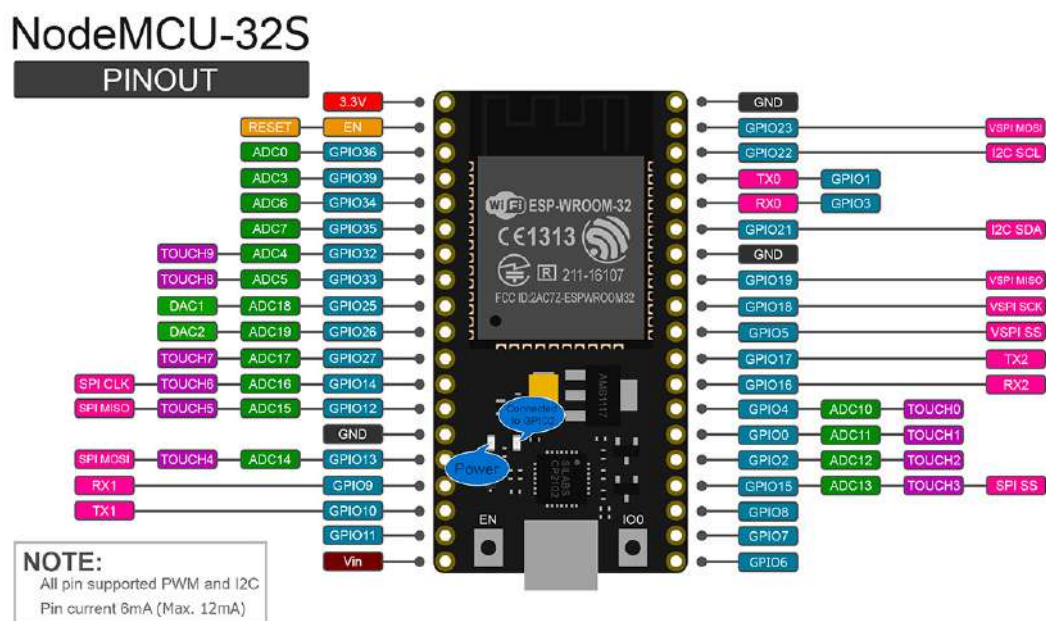 NodeMCU-32S
PINOUT
3.3V
RESET EN
ADC0 GPIO36
ADC3 GPIO39
ADC6 GPIO34
ADC7 GPIO35
TOUCH9 ADC4 GPIO32
TOUCH8 ADC5 GPIO33
DAC1 ADC18 GPIO25
DAC2 ADC19 GPIO26
TOUCH7 ADC17 GPIO27
SPI CLK TOUCH6 ADC16 GPIO14
SPI MISO TOUCH5 ADC15 GPIO12
GND
SPI MOSI TOUCH4 ADC14 GPIO13
RX1 GPIO9
TX1 GPIO10
GPIO11
Vin
WiFi ESP-WROOM-32
CE1313
R 211-16107
FCC ID:2AC7Z-ESPWROOM32
AMS1117
Connected
to GPIO2
Power
SILABS
CP2102
EN
IO0
GND
GPIO23 VSPI MOSI
GPIO22 I2C SCL
TX0 GPIO1
RX0 GPIO3
GPIO21 I2C SDA
GND
GPIO19 VSPI MISO
GPIO18 VSPI SCK
GPIO5 VSPI SS
GPIO17 TX2
GPIO16 RX2
GPIO4 ADC10 TOUCH0
GPIO0 ADC11 TOUCH1
GPIO2 ADC12 TOUCH2
GPIO15 ADC13 TOUCH3 SPI SS
GPIO8
GPIO7
GPIO6
NOTE:
All pin supported PWM and I2C
Pin current 6mA (Max. 12mA)